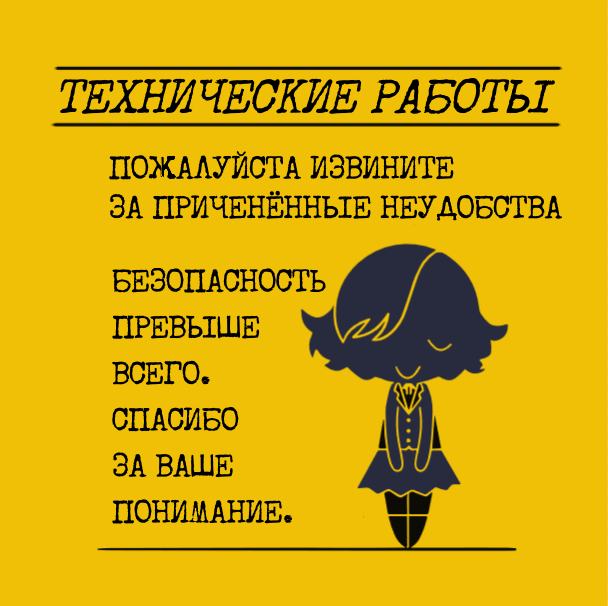 ТЕХНИЧЕСКИЕ РАБОТЫ
ПОЖАЛУЙСТА ИЗВИНИТЕ
ЗА ПРИЧЕНЁННЫЕ НЕУДОБСТВА
БЕЗОПАСНОСТЬ
ПРЕВЫШЕ
ВСЕГО.
СПАСИБО
ЗА ВАШЕ
ПОНИМАНИЕ.